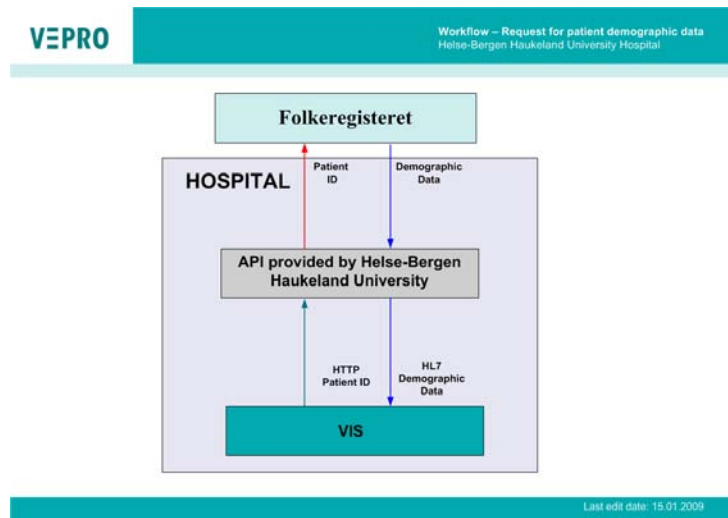 VEPRO
Workflow – Request for patient demographic data
Helse-Bergen Haukeland University Hospital
Folkeregisteret
HOSPITAL
Patient
ID
Demographic
Data
API provided by Helse-Bergen
Haukeland University
HTTP
Patient ID
HL7
Demographic
Data
VIS
Last edit date: 15.01.2009